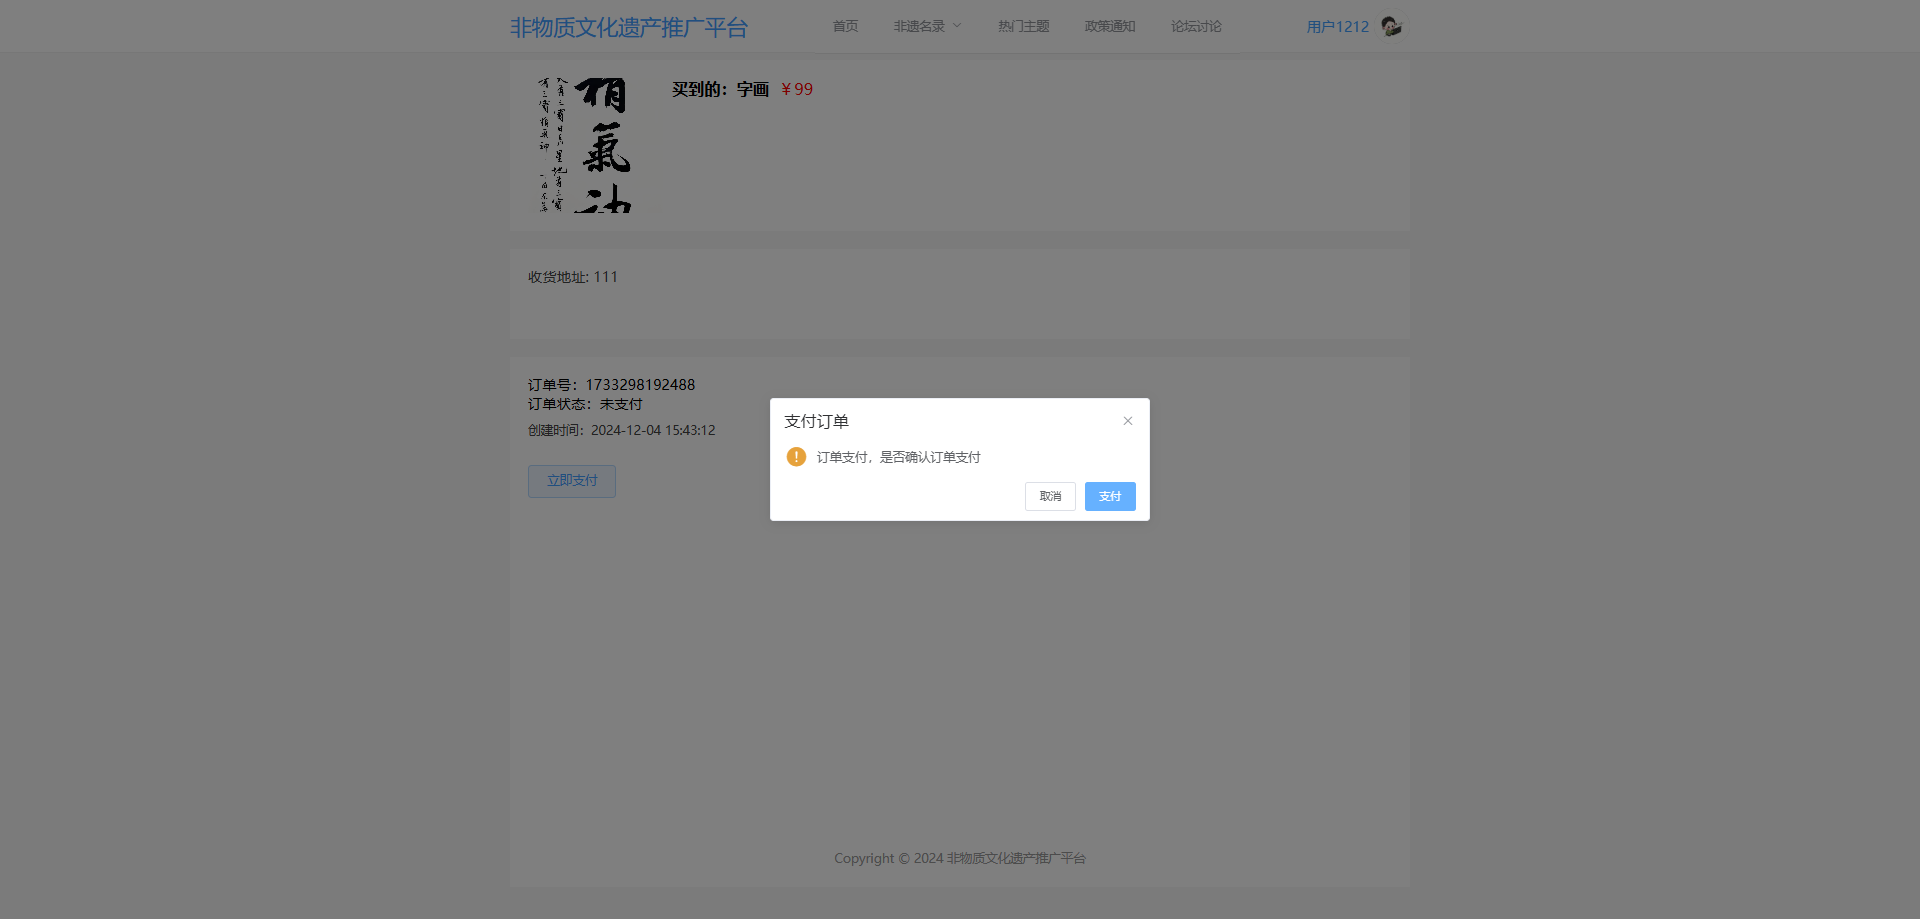 非物质文化遗产推广平台
首页 非遗名录 热门主题 政策通知 论坛讨论
用户1212
买到的：字画 ￥99
收货地址: 111
订单号：1733298192488
订单状态：未支付
创建时间：2024-12-04 15:43:12
立即支付
支付订单
订单支付，是否确认订单支付
取消 支付
Copyright © 2024 非物质文化遗产推广平台